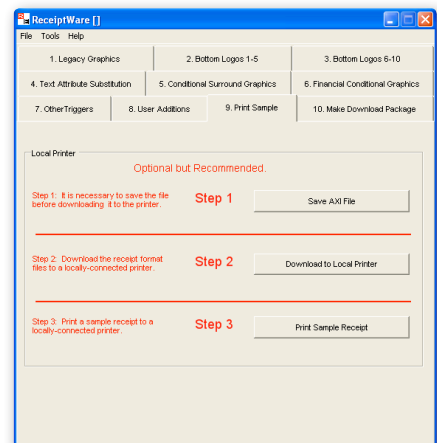 ReceiptWare []
File Tools Help
1. Legacy Graphics 2. Bottom Logos 1-5 3. Bottom Logos 6-10
4. Text Attribute Substitution 5. Conditional Surround Graphics 6. Financial Conditional Graphics
7. OtherTriggers 8. User Additions 9. Print Sample 10. Make Download Package
Local Printer
Optional but Recommended.
Step 1: It is necessary to save the file
before downloading it to the printer.
Step 1
Save AXI File
Step 2: Download the receipt format
files to a locally-connected printer.
Step 2
Download to Local Printer
Step 3: Print a sample receipt to a
locally-connected printer.
Step 3
Print Sample Receipt